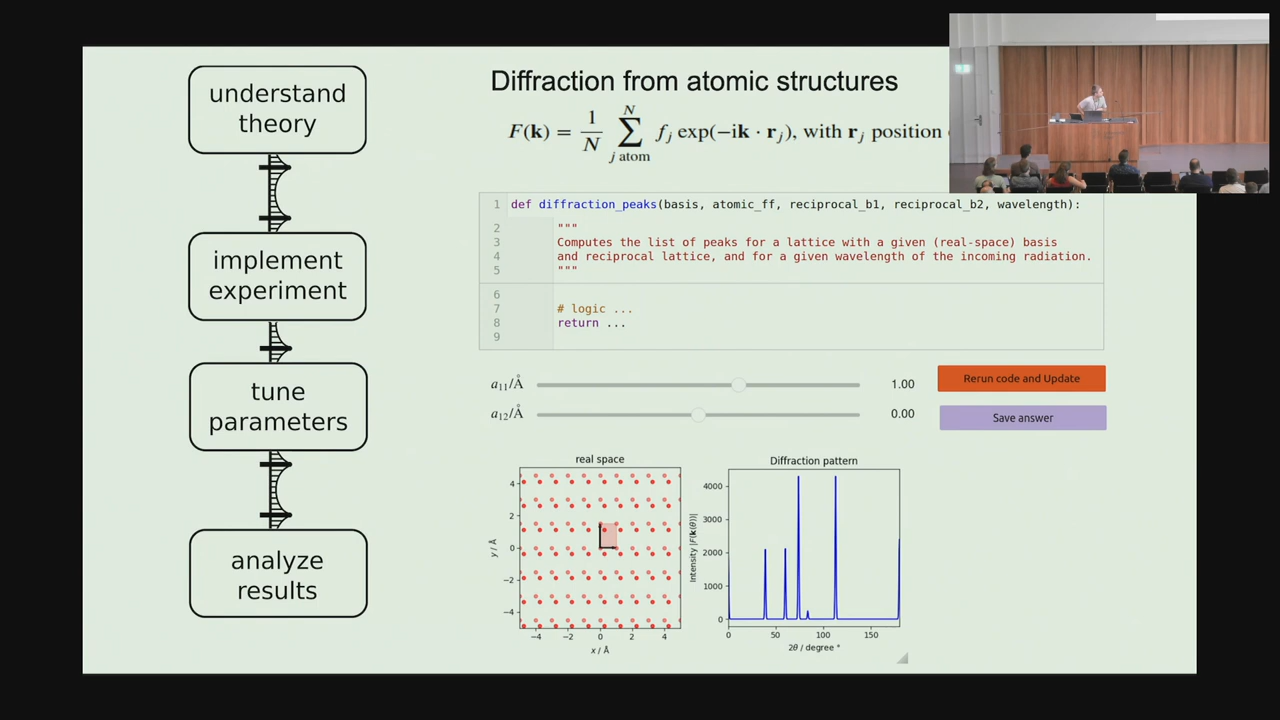 understand
theory
implement
experiment
tune
parameters
analyze
results
Diffraction from atomic structures
F(k) = 1/N ∑_{j atom}^{N} f_j exp(−ik · r_j), with r_j position
1 def diffraction_peaks(basis, atomic_ff, reciprocal_b1, reciprocal_b2, wavelength):
2 """
3 Computes the list of peaks for a lattice with a given (real-space) basis
4 and reciprocal lattice, and for a given wavelength of the incoming radiation.
5 """
6
7 # logic ...
8 return ...
9
a₁₁/Å 1.00
Rerun code and Update
a₁₂/Å 0.00
Save answer
real space
4
2
0
−2
−4
y / Å
−4 −2 0 2 4
x / Å
Diffraction pattern
4000
3000
2000
1000
0
Intensity |F(k(θ))|
0 50 100 150
2θ / degree °